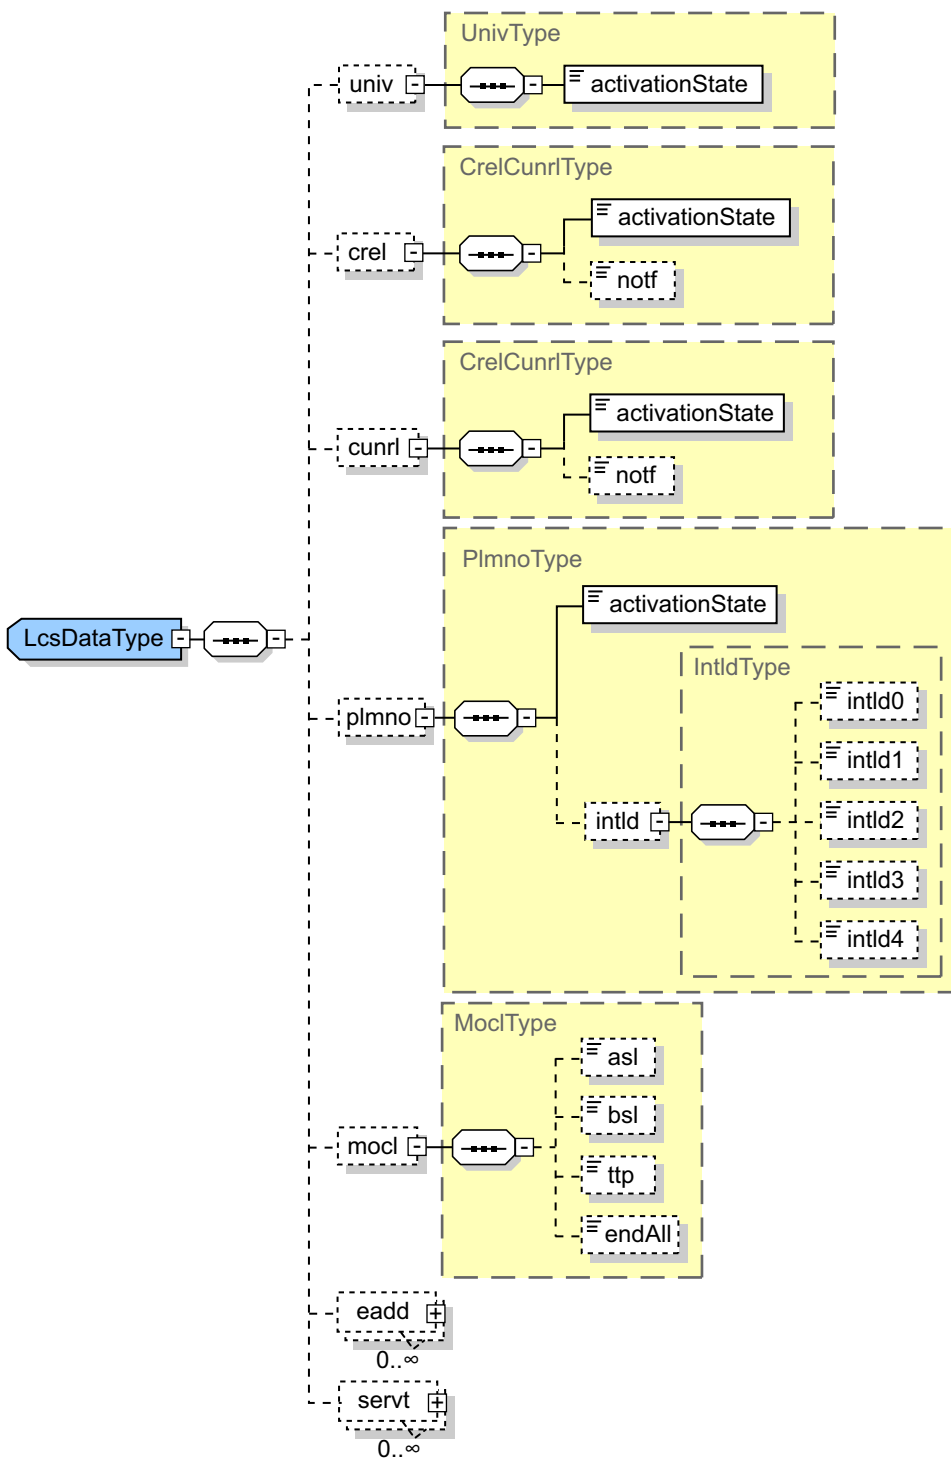 UnivType
univ
activationState
CrelCunrlType
activationState
crel
notf
CrelCunrlType
activationState
cunrl
notf
PlmnoType
activationState
LcsDataType
IntIdType
intId0
plmno
intId1
intId
intId2
intId3
intId4
MoclType
asl
bsl
mocl
ttp
endAll
eadd
0..∞
servt
0..∞